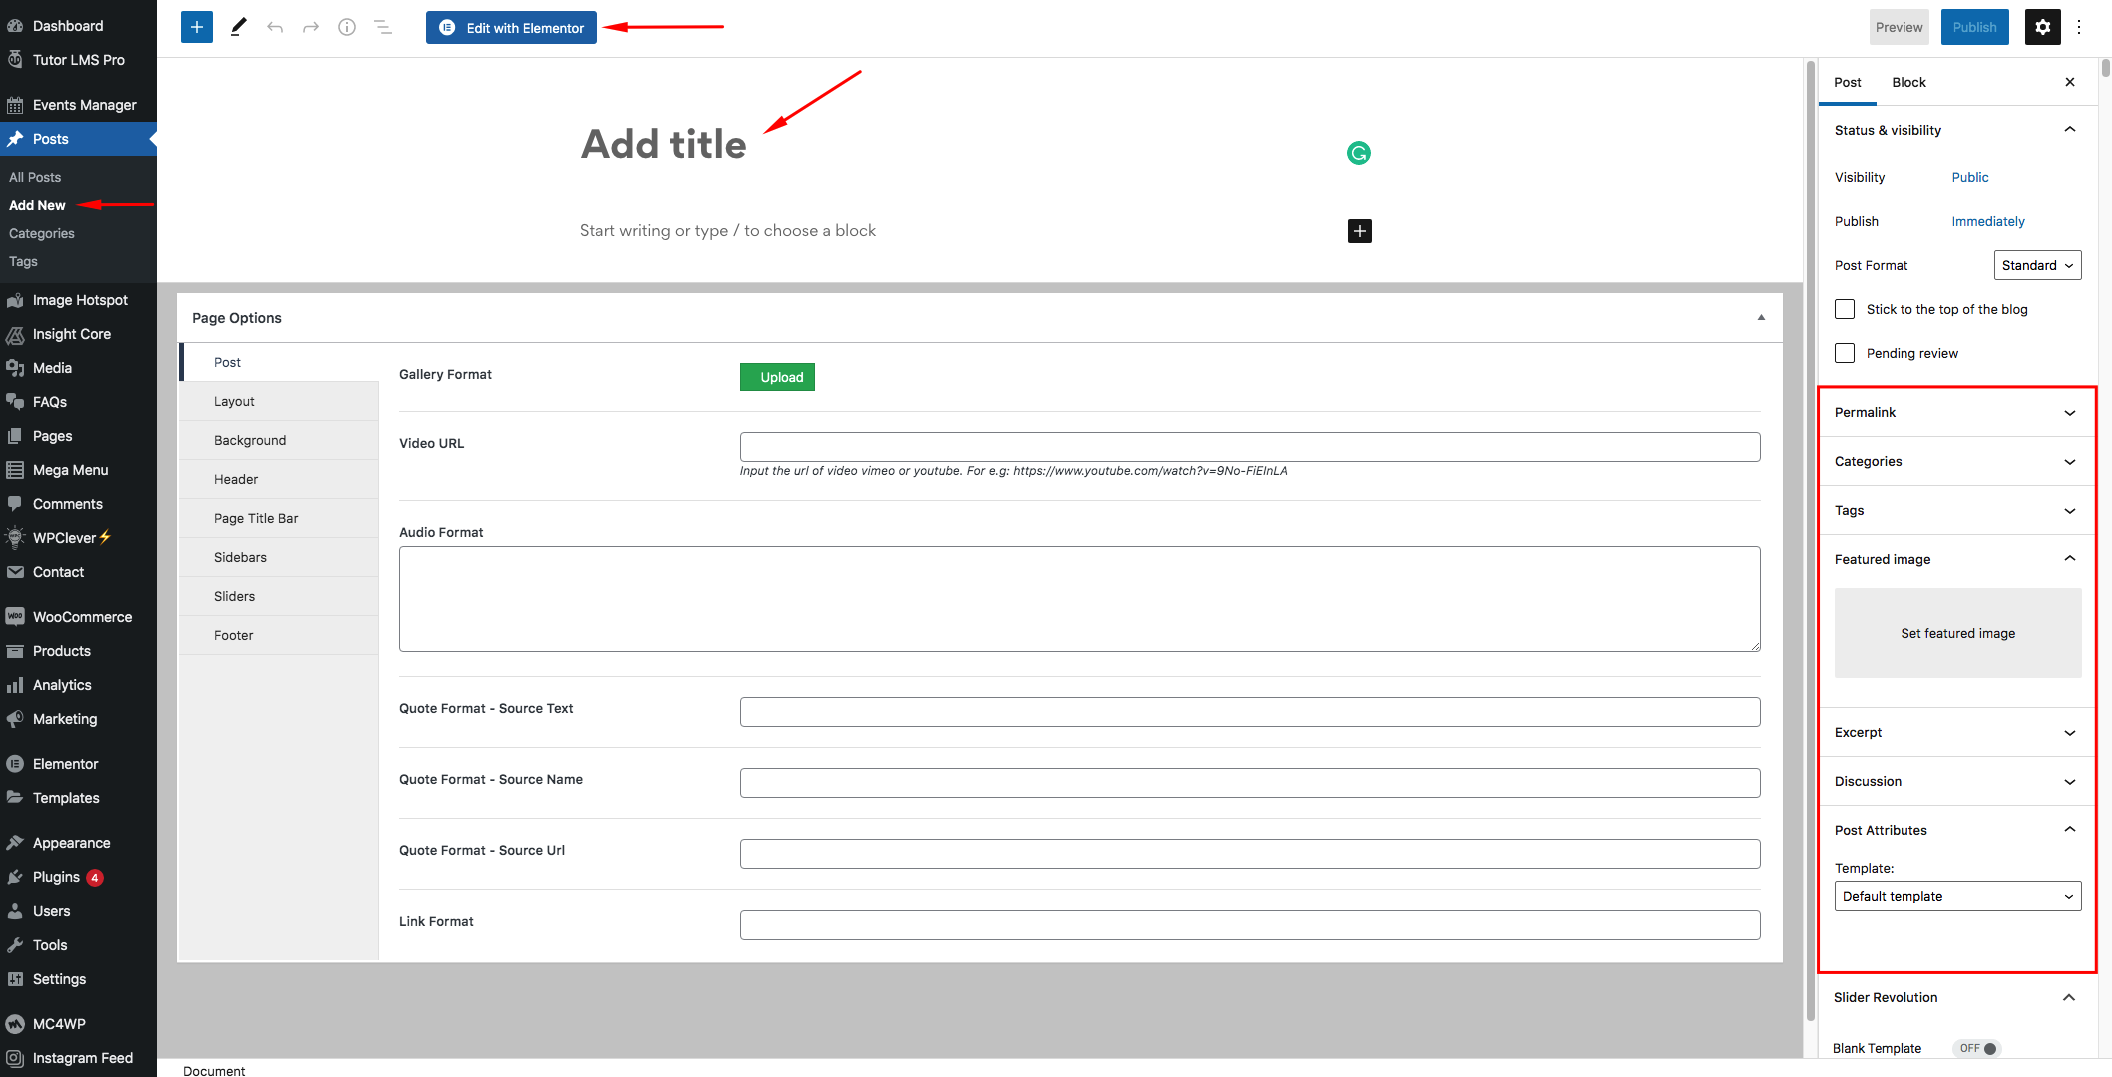 Dashboard
Tutor LMS Pro
Events Manager
Posts
All Posts
Add New
Categories
Tags
Image Hotspot
Insight Core
Media
FAQs
Pages
Mega Menu
Comments
WPClever⚡
Contact
WooCommerce
Products
Analytics
Marketing
Elementor
Templates
Appearance
Plugins 4
Users
Tools
Settings
MC4WP
Instagram Feed
Edit with Elementor
Preview
Publish
Add title
Start writing or type / to choose a block
Page Options
Post
Layout
Background
Header
Page Title Bar
Sidebars
Sliders
Footer
Gallery Format
Upload
Video URL
Input the url of video vimeo or youtube. For e.g: https://www.youtube.com/watch?v=9No-FiEInLA
Audio Format
Quote Format - Source Text
Quote Format - Source Name
Quote Format - Source Url
Link Format
Document
Post Block
Status & visibility
Visibility Public
Publish Immediately
Post Format Standard
Stick to the top of the blog
Pending review
Permalink
Categories
Tags
Featured image
Set featured image
Excerpt
Discussion
Post Attributes
Template:
Default template
Slider Revolution
Blank Template OFF